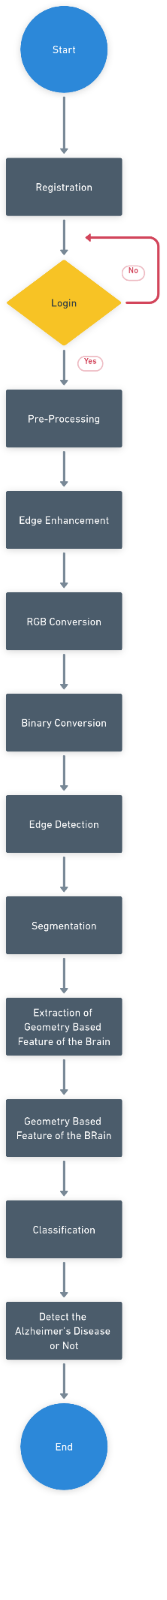 Start
Registration
No
Login
Yes
Pre-Processing
Edge Enhancement
RGB Conversion
Binary Conversion
Edge Detection
Segmentation
Extraction of
Geometry Based
Feature of the Brain
Geometry Based
Feature of the BRain
Classification
Detect the
Alzheimer's Disease
or Not
End